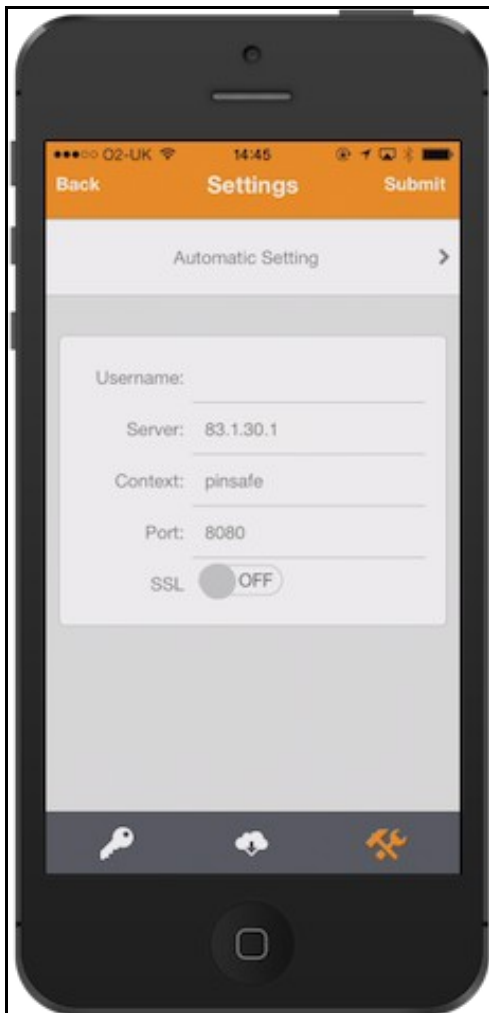 ●●●○○ O2-UK 14:45
Back Settings Submit
Automatic Setting
Username:
Server: 83.1.30.1
Context: pinsafe
Port: 8080
SSL OFF